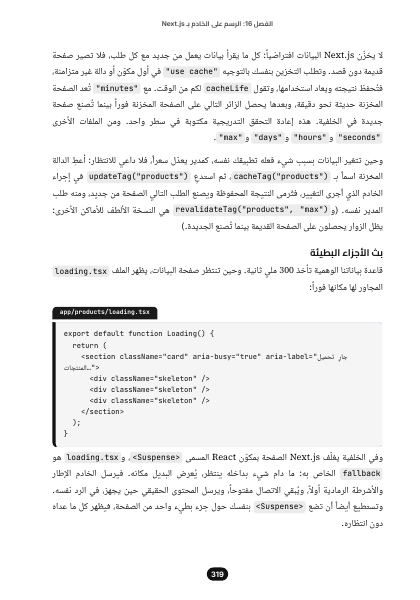 الفصل 16: الرسم على الخادم بـ Next.js
لا يخزّن Next.js البيانات افتراضياً: كل ما يقرأ بيانات يعمل من جديد مع كل طلب، فلا تصير صفحة
قديمة دون قصد. وتطلب التخزين بنفسك بالتوجيه "use cache" في أول مكوّن أو دالة غير متزامنة،
فتُحفظ نتيجتها ويعاد استخدامها، وتقول cacheLife لكم من الوقت. مع "minutes" تُعد الصفحة
المخزنة حديثة نحو دقيقة، وبعدها يحصل الزائر التالي على الصفحة المخزنة فوراً بينما تُصنع صفحة
جديدة في الخلفية. هذه إعادة التحقق التدريجية مكتوبة في سطر واحد. ومن الملفات الأخرى
"seconds" و "hours" و "days" و "max".
وحين تتغير البيانات بسبب شيء فعله تطبيقك نفسه، كمدير يعدّل سعراً، فلا داعي للانتظار: أعطِ الدالة
المخزنة اسماً بـ cacheTag("products")، ثم استدعِ updateTag("products") في إجراء
الخادم الذي أجرى التغيير، فتُرمى النتيجة المحفوظة ويصنع الطلب التالي الصفحة من جديد، ومنه طلب
المدير نفسه. (و revalidateTag("products", "max") هي النسخة الألطف للأماكن الأخرى:
يظل الزوار يحصلون على الصفحة القديمة بينما تُصنع الجديدة.)
بث الأجزاء البطيئة
قاعدة بياناتنا الوهمية تأخذ 300 ملي ثانية. وحين تنتظر صفحة البيانات، يظهر الملف loading.tsx
المجاور لها مكانها فوراً:
app/products/loading.tsx
export default function Loading() {
return (
<section className="card" aria-busy="true" aria-label="جارٍ تحميل
المنتجات...">
<div className="skeleton" />
<div className="skeleton" />
<div className="skeleton" />
</section>
);
}
وفي الخلفية يغلّف Next.js الصفحة بمكوّن React المسمى <Suspense>، و loading.tsx هو
fallback الخاص به: ما دام شيء بداخله ينتظر، يُعرض البديل مكانه. فيرسل الخادم الإطار
والأشرطة الرمادية أولاً، ويُبقي الاتصال مفتوحاً، ويرسل المحتوى الحقيقي حين يجهز، في الرد نفسه.
وتستطيع أيضاً أن تضع <Suspense> بنفسك حول جزء بطيء واحد من الصفحة، فيظهر كل ما عداه
دون انتظاره.
319